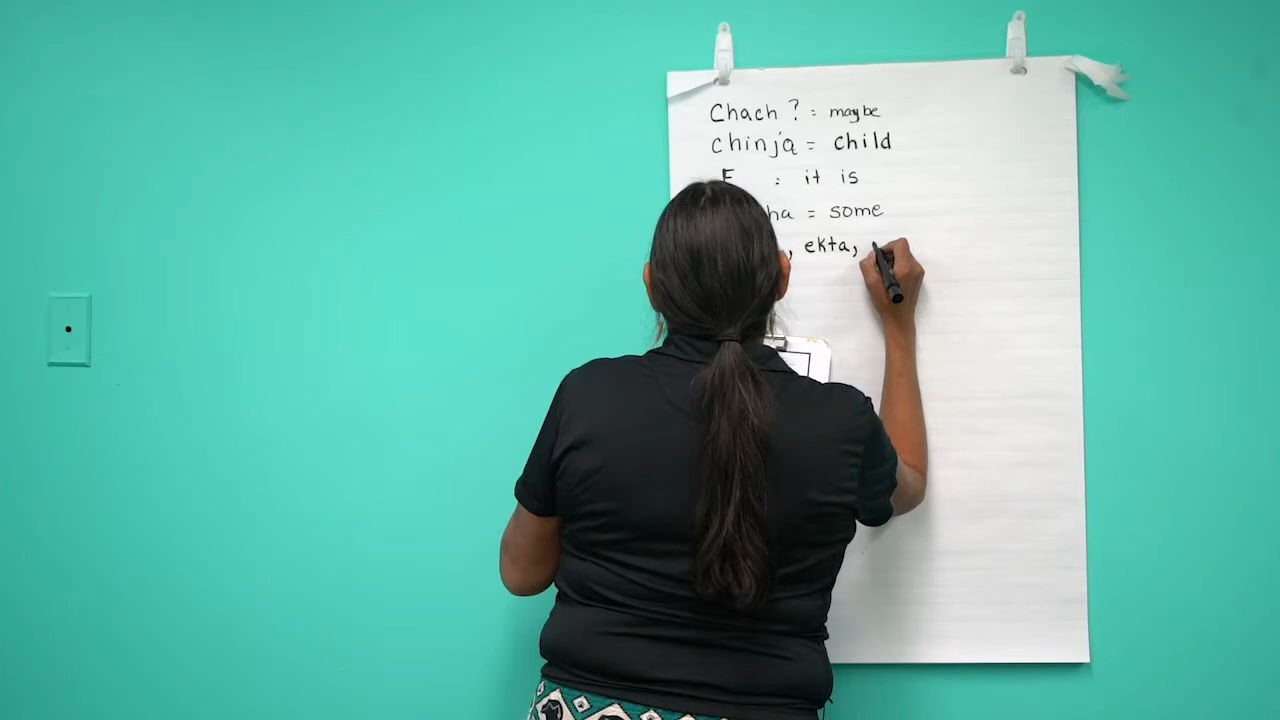 Chach ? = maybe
chinja = child
E = it is
ha = some
, ekta,